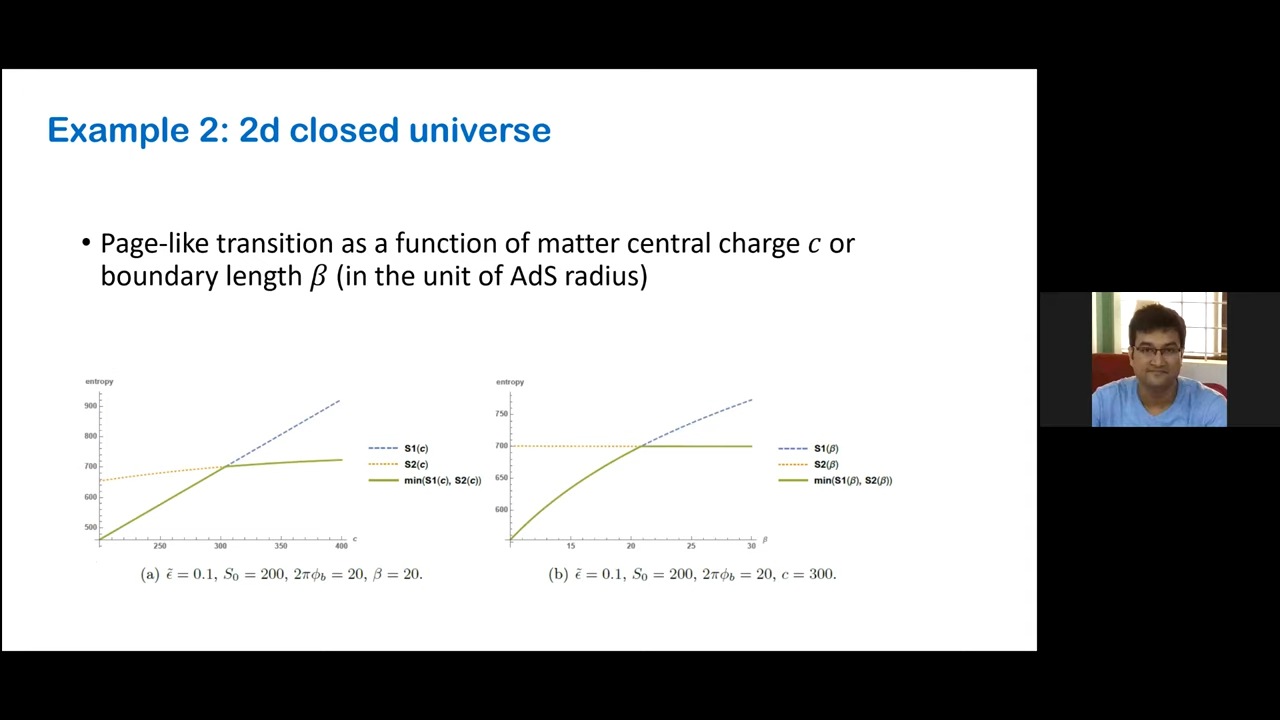 Example 2: 2d closed universe
• Page-like transition as a function of matter central charge c or
boundary length β (in the unit of AdS radius)
entropy
900
800
700
600
500
250
300
350
400
c
S1(c)
S2(c)
min(S1(c), S2(c))
(a) ϵ̃ = 0.1, S₀ = 200, 2πϕ_b = 20, β = 20.
entropy
750
700
650
600
15
20
25
30
β
S1(β)
S2(β)
min(S1(β), S2(β))
(b) ϵ̃ = 0.1, S₀ = 200, 2πϕ_b = 20, c = 300.